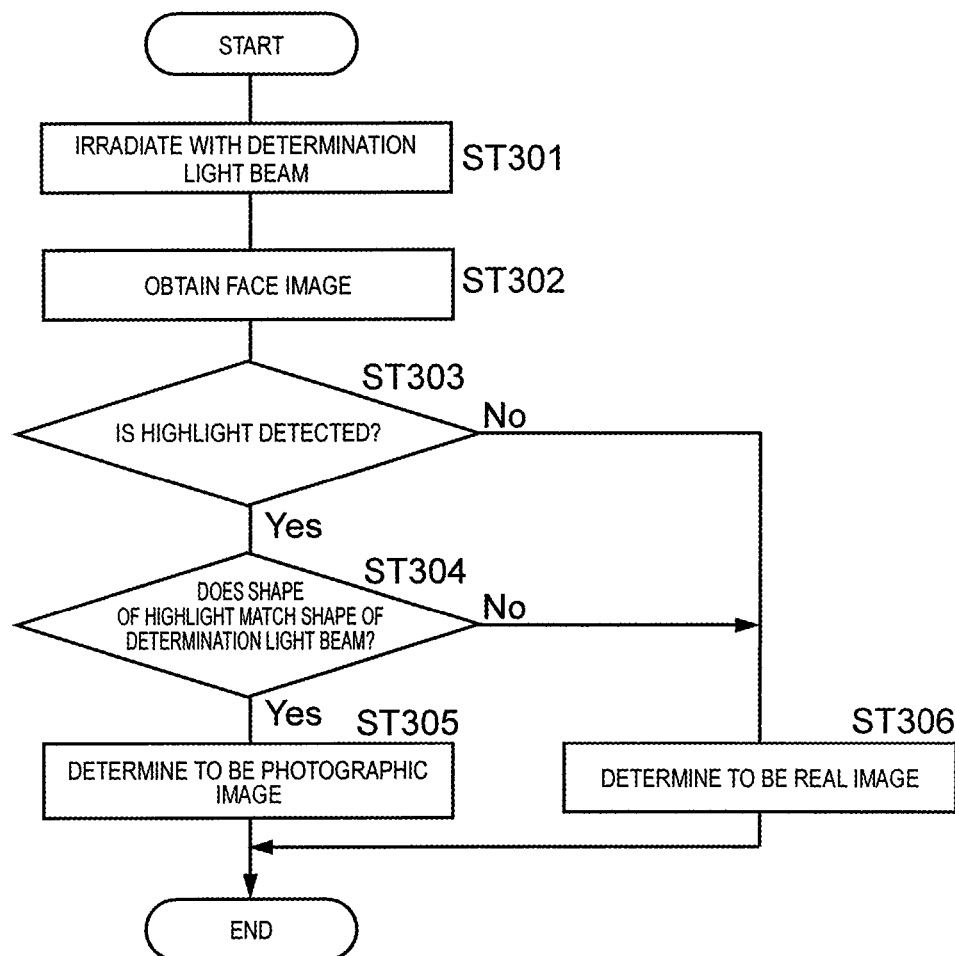 START
IRRADIATE WITH DETERMINATION
LIGHT BEAM
ST301
OBTAIN FACE IMAGE
ST302
ST303
IS HIGHLIGHT DETECTED?
No
Yes
ST304
DOES SHAPE
OF HIGHLIGHT MATCH SHAPE OF
DETERMINATION LIGHT BEAM?
No
Yes
ST305
DETERMINE TO BE PHOTOGRAPHIC
IMAGE
ST306
DETERMINE TO BE REAL IMAGE
END